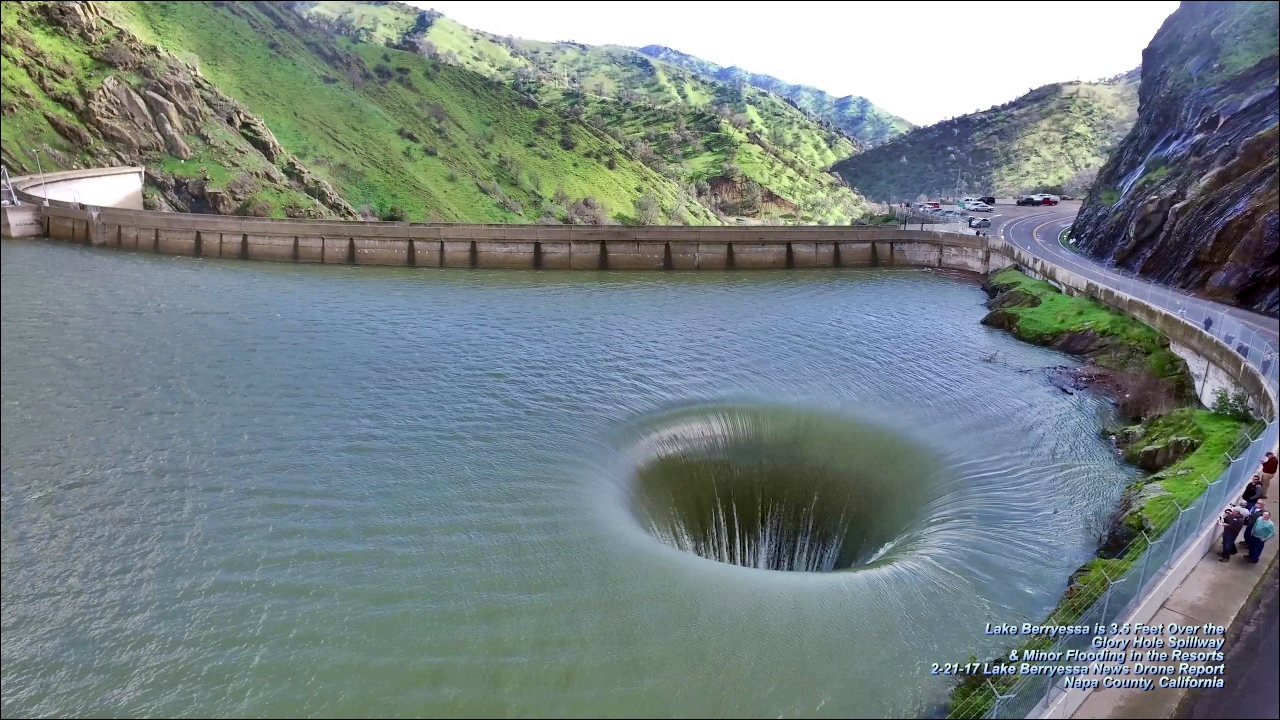 Lake Berryessa is 3.5 Feet Over the
Glory Hole Spillway
& Minor Flooding in the Resorts
2-21-17 Lake Berryessa News Drone Report
Napa County, California